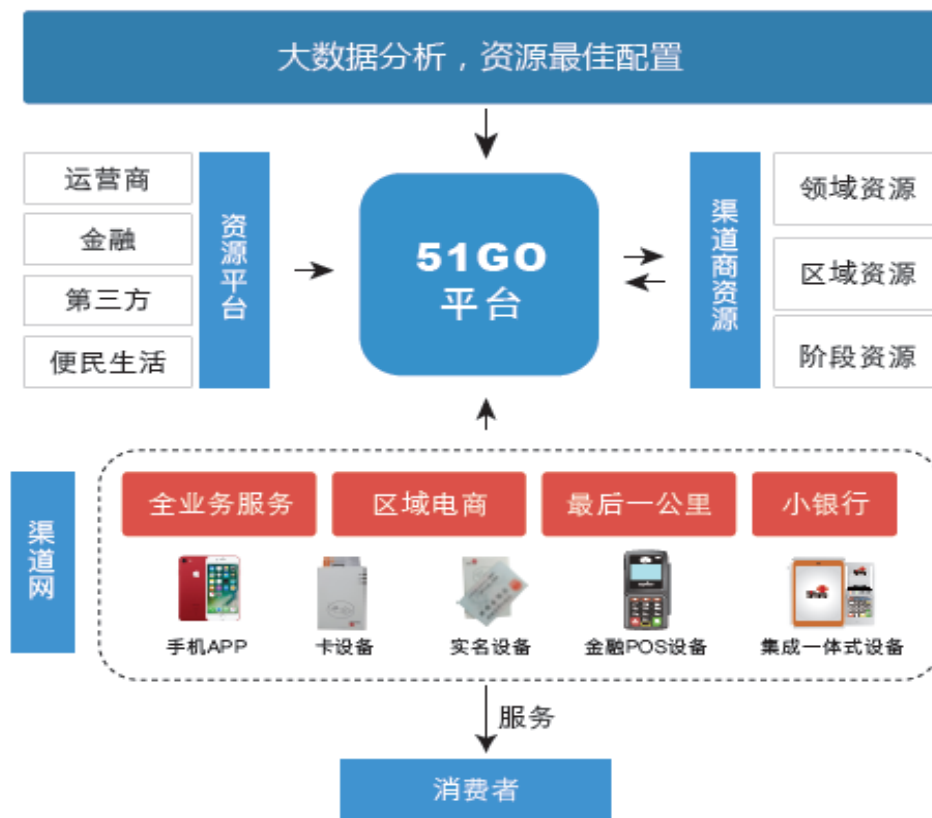 大数据分析，资源最佳配置
运营商
金融
第三方
便民生活
资源平台
51GO
平台
渠道商资源
领域资源
区域资源
阶段资源
渠道网
全业务服务
区域电商
最后一公里
小银行
手机APP
卡设备
实名设备
金融POS设备
集成一体式设备
服务
消费者